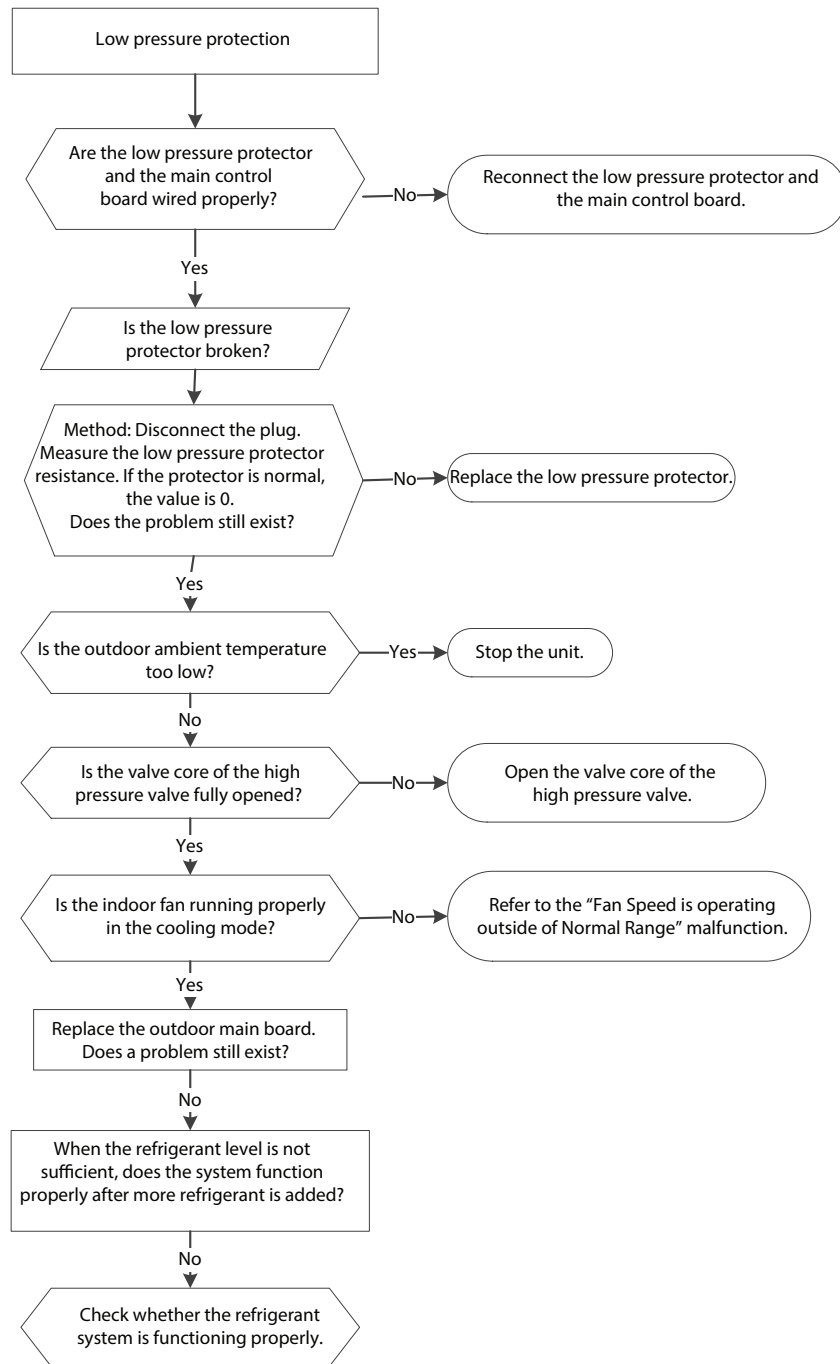 Low pressure protection
Are the low pressure protector
and the main control
board wired properly?
No
Reconnect the low pressure protector and
the main control board.
Yes
Is the low pressure
protector broken?
Method: Disconnect the plug.
Measure the low pressure protector
resistance. If the protector is normal,
the value is 0.
Does the problem still exist?
No
Replace the low pressure protector.
Yes
Is the outdoor ambient temperature
too low?
Yes
Stop the unit.
No
Is the valve core of the high
pressure valve fully opened?
No
Open the valve core of the
high pressure valve.
Yes
Is the indoor fan running properly
in the cooling mode?
No
Refer to the “Fan Speed is operating
outside of Normal Range” malfunction.
Yes
Replace the outdoor main board.
Does a problem still exist?
No
When the refrigerant level is not
sufficient, does the system function
properly after more refrigerant is added?
No
Check whether the refrigerant
system is functioning properly.